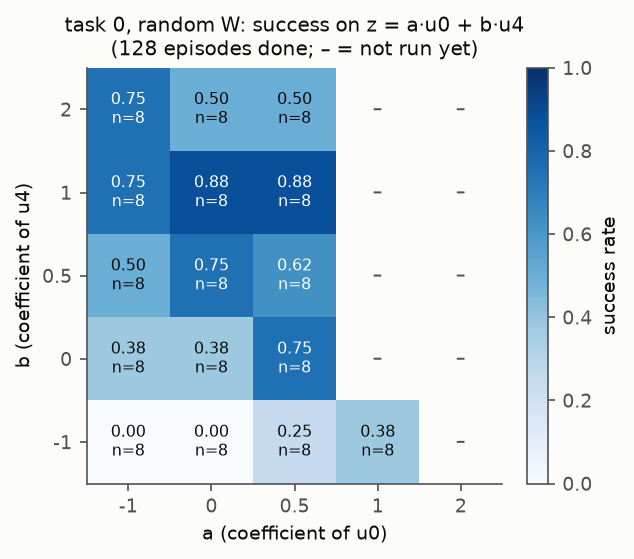 task 0, random W: success on z = a·u0 + b·u4
(128 episodes done; – = not run yet)
b (coefficient of u4)
2
0.75
n=8
0.50
n=8
0.50
n=8
–
–
1
0.75
n=8
0.88
n=8
0.88
n=8
–
–
0.5
0.50
n=8
0.75
n=8
0.62
n=8
–
–
0
0.38
n=8
0.38
n=8
0.75
n=8
–
–
-1
0.00
n=8
0.00
n=8
0.25
n=8
0.38
n=8
–
-1 0 0.5 1 2
a (coefficient of u0)
1.0
0.8
0.6
0.4
0.2
0.0
success rate